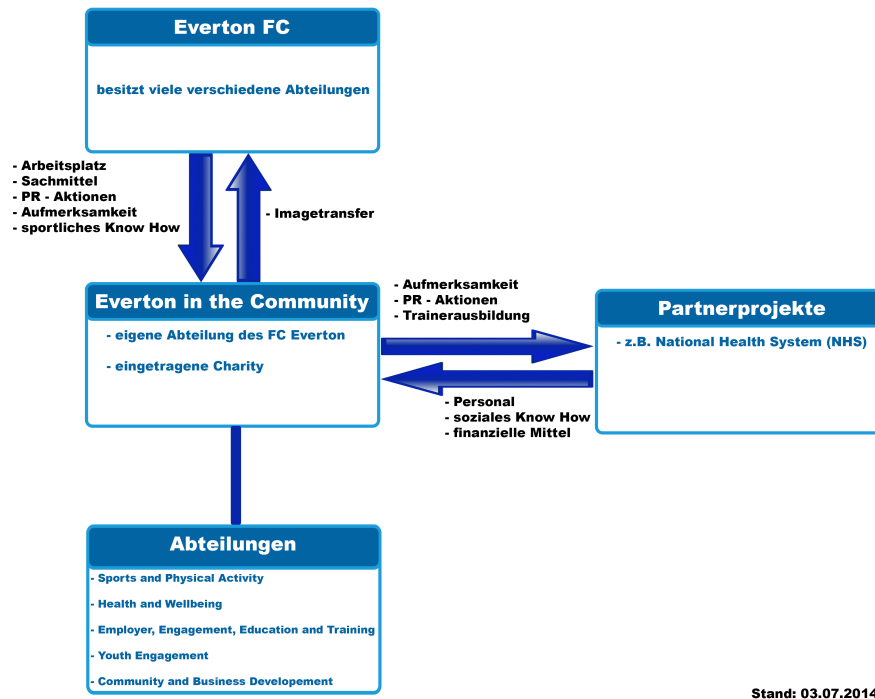 Everton FC
besitzt viele verschiedene Abteilungen
- Arbeitsplatz
- Sachmittel
- PR - Aktionen
- Aufmerksamkeit
- sportliches Know How
- Imagetransfer
Everton in the Community
- eigene Abteilung des FC Everton
- eingetragene Charity
- Aufmerksamkeit
- PR - Aktionen
- Trainerausbildung
Partnerprojekte
- z.B. National Health System (NHS)
- Personal
- soziales Know How
- finanzielle Mittel
Abteilungen
- Sports and Physical Activity
- Health and Wellbeing
- Employer, Engagement, Education and Training
- Youth Engagement
- Community and Business Developement
Stand: 03.07.2014